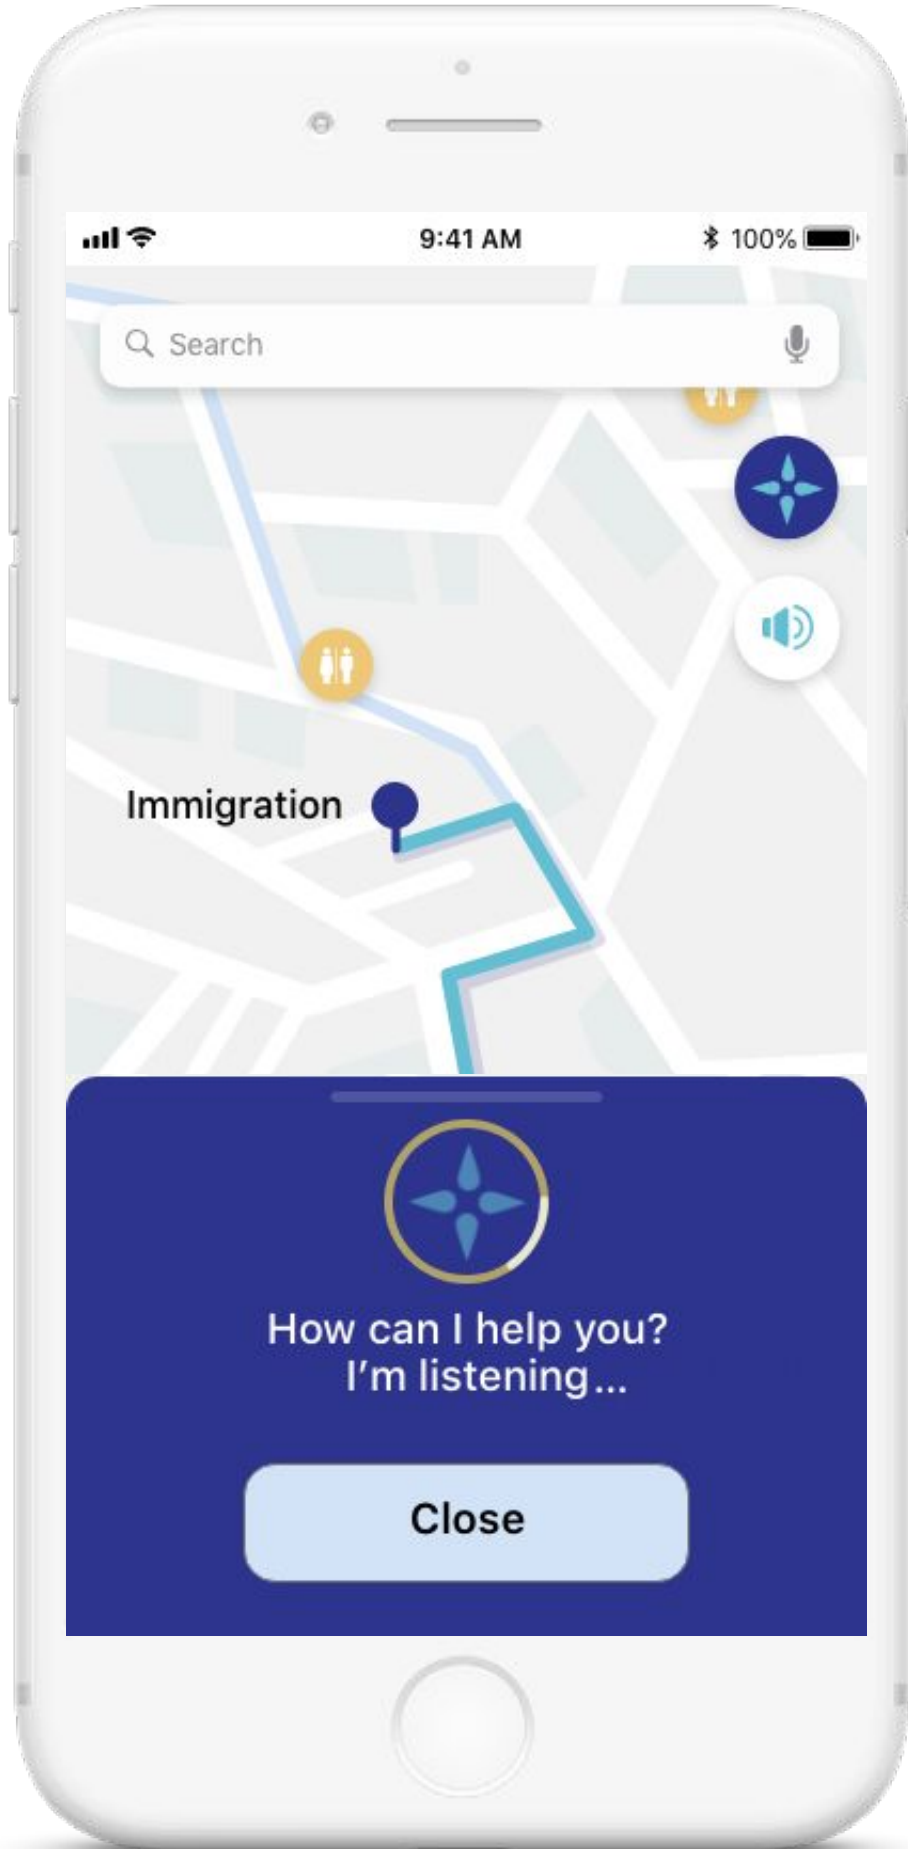 9:41 AM
100%
Search
Immigration
How can I help you?
I'm listening...
Close